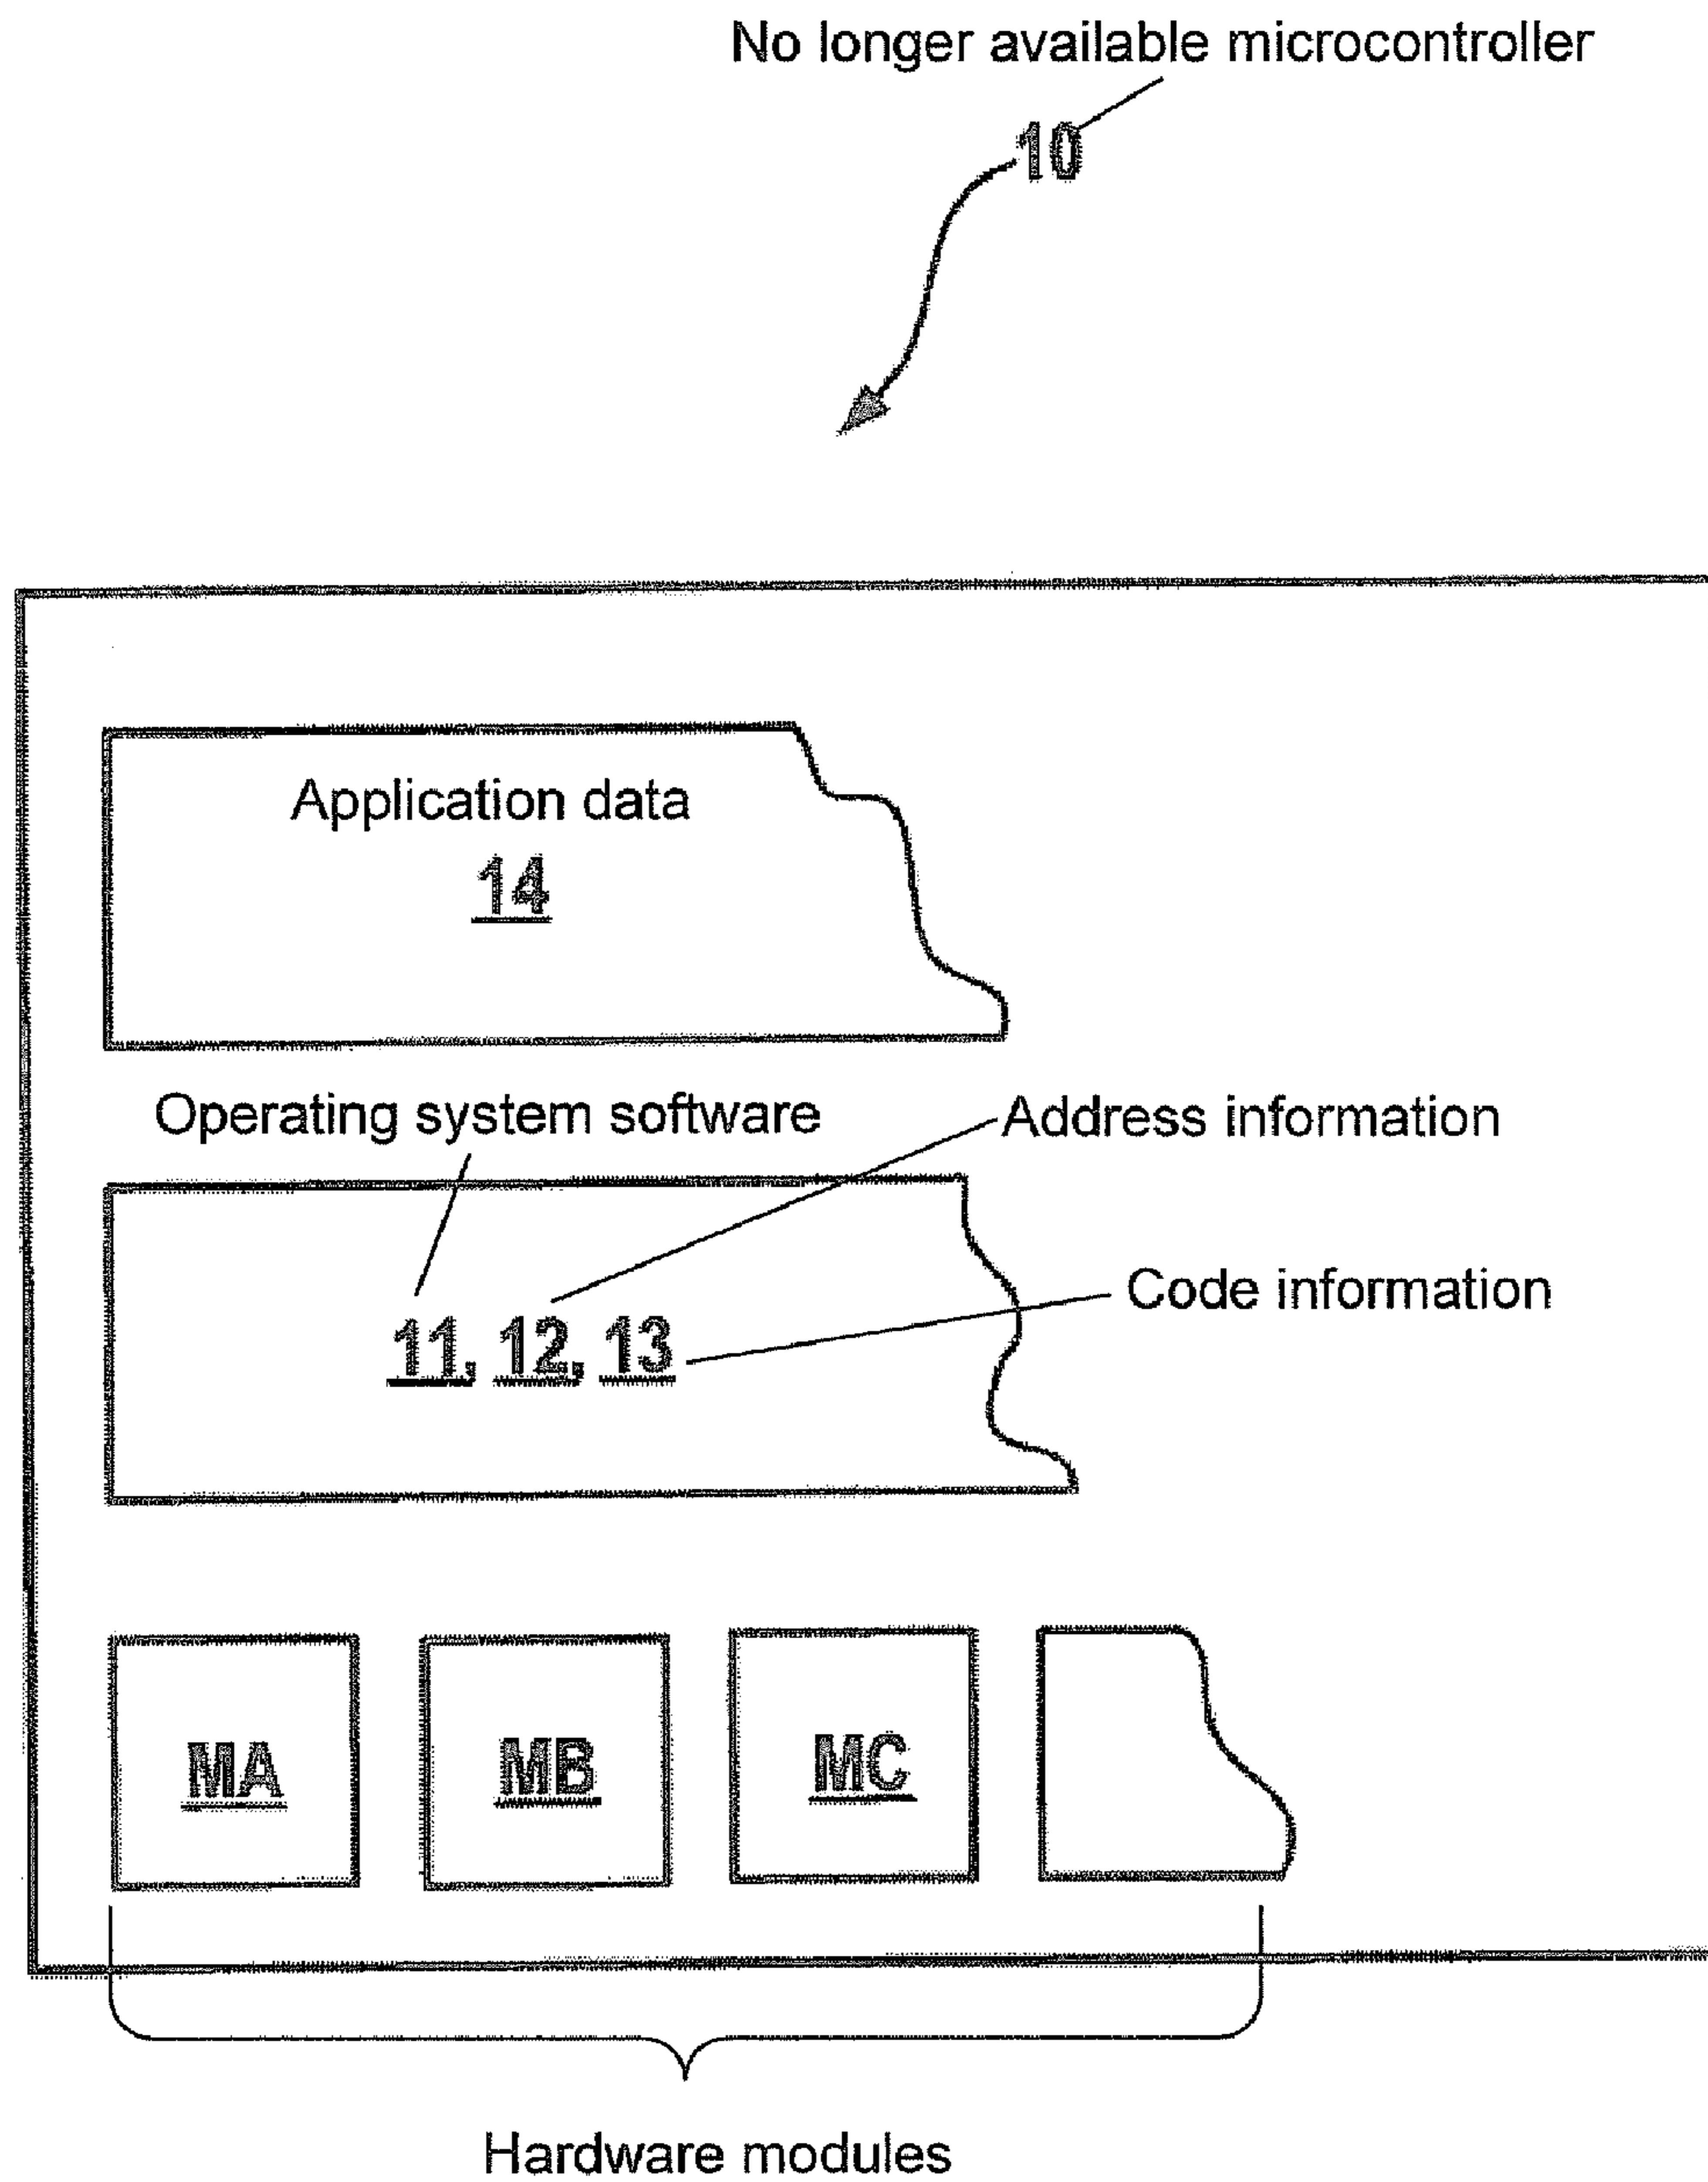 No longer available microcontroller
10
Application data
14
Operating system software
Address information
Code information
11, 12, 13
MA
MB
MC
Hardware modules